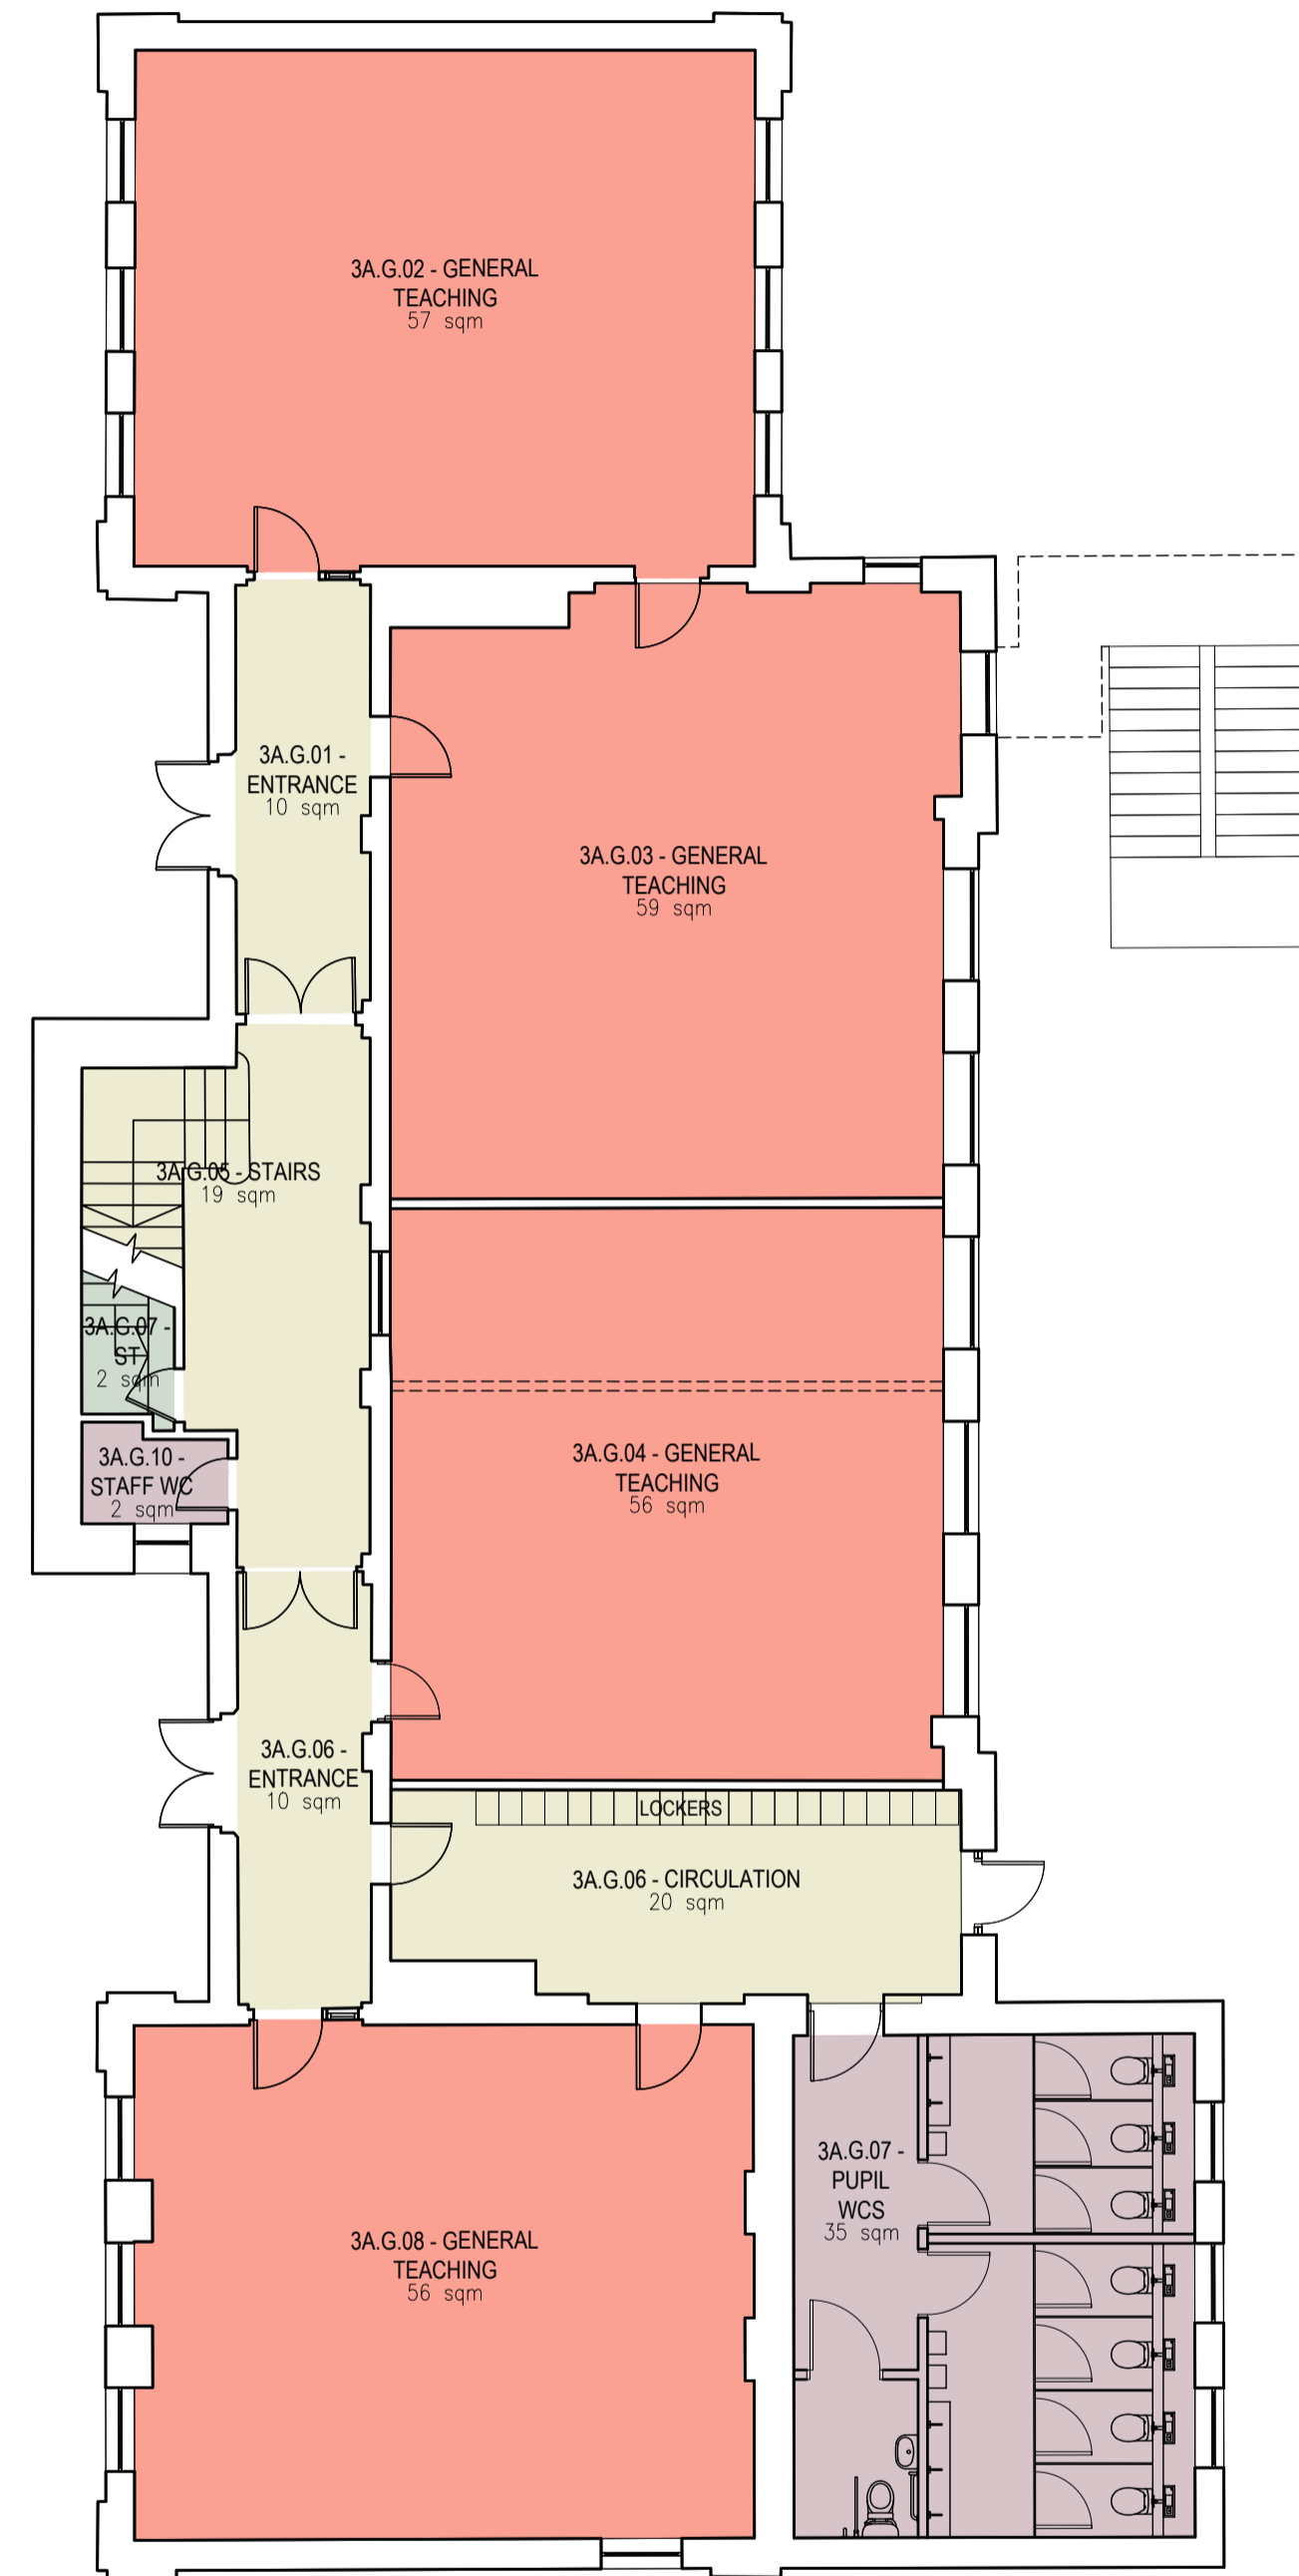 3A.G.02 - GENERAL
TEACHING
57 sqm
3A.G.01 -
ENTRANCE
10 sqm
3A.G.03 - GENERAL
TEACHING
59 sqm
3A.G.05 - STAIRS
19 sqm
3A.G.07 -
ST
2 sqm
3A.G.10 -
STAFF WC
2 sqm
3A.G.04 - GENERAL
TEACHING
56 sqm
3A.G.06 -
ENTRANCE
10 sqm
LOCKERS
3A.G.06 - CIRCULATION
20 sqm
3A.G.07 -
PUPIL
WCS
35 sqm
3A.G.08 - GENERAL
TEACHING
56 sqm